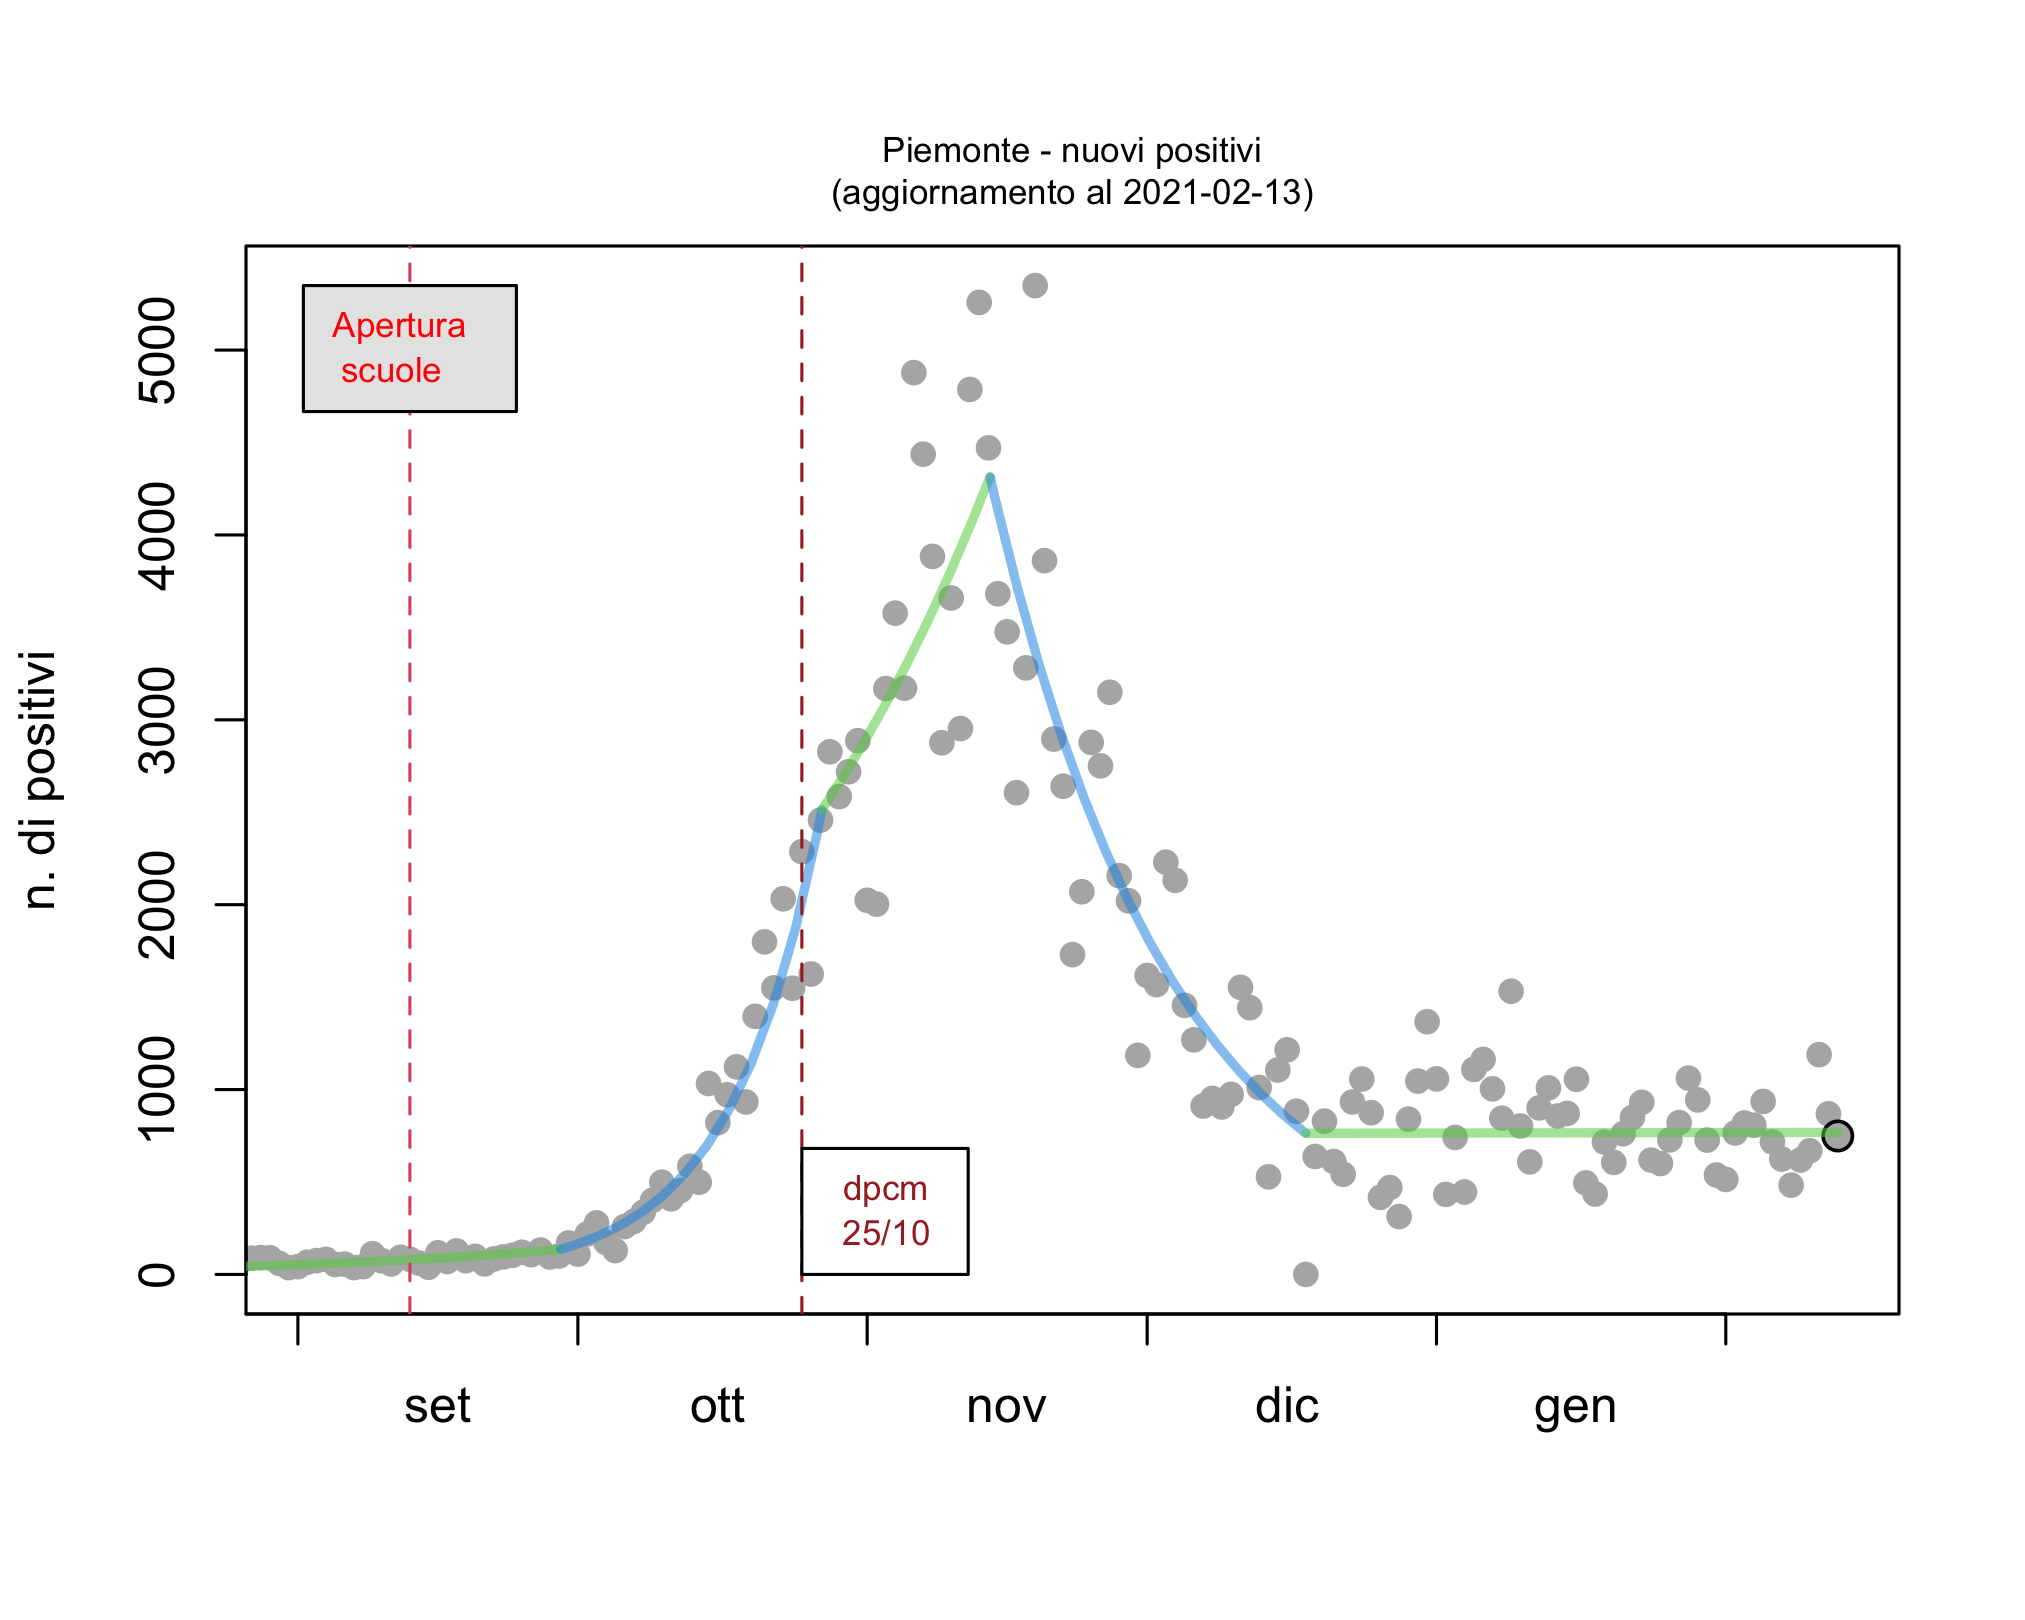 Piemonte - nuovi positivi
(aggiornamento al 2021-02-13)
Apertura
scuole
dpcm
25/10
n. di positivi
5000
4000
3000
2000
1000
0
set
ott
nov
dic
gen